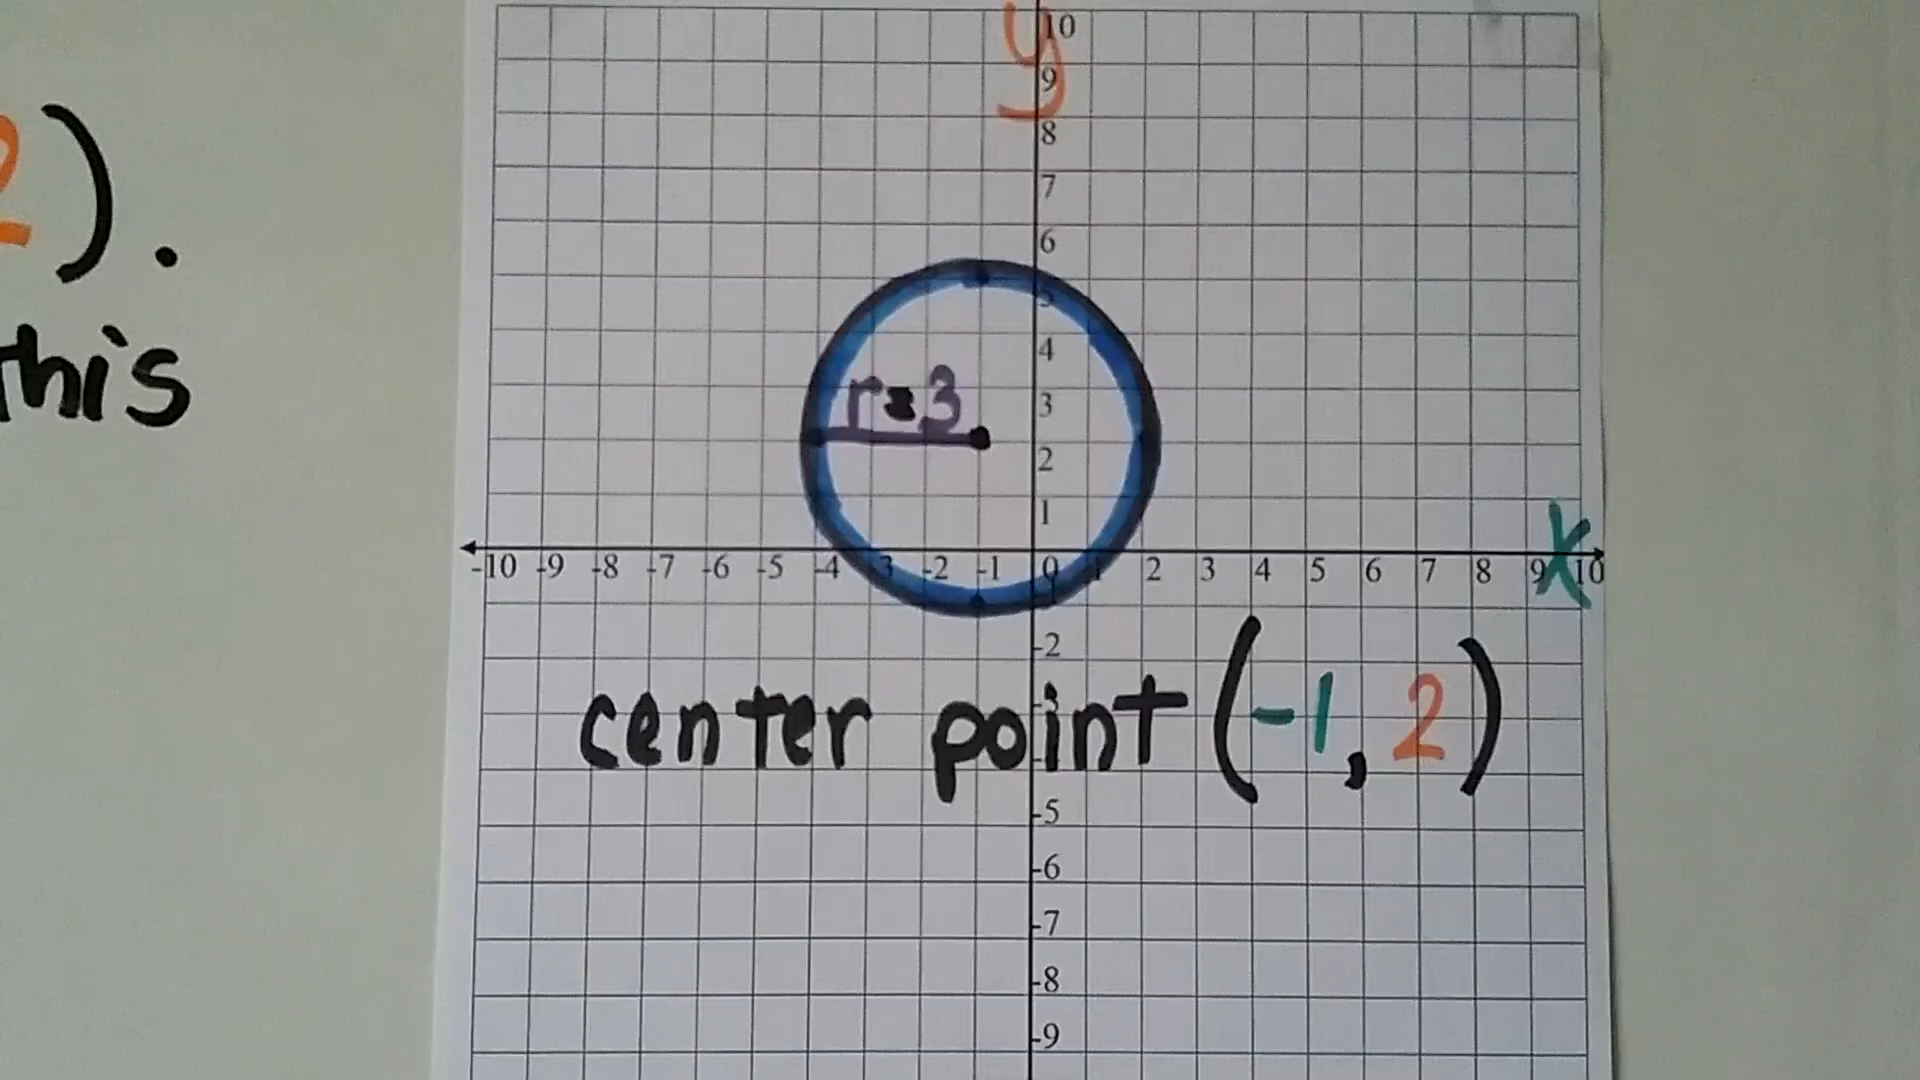 2).
this
y
10
9
8
7
6
5
4
3
2
1
r=3
-10 -9 -8 -7 -6 -5 -4 -3 -2 -1 0 1 2 3 4 5 6 7 8 9 10
x
-2
center point (-1, 2)
-5
-6
-7
-8
-9